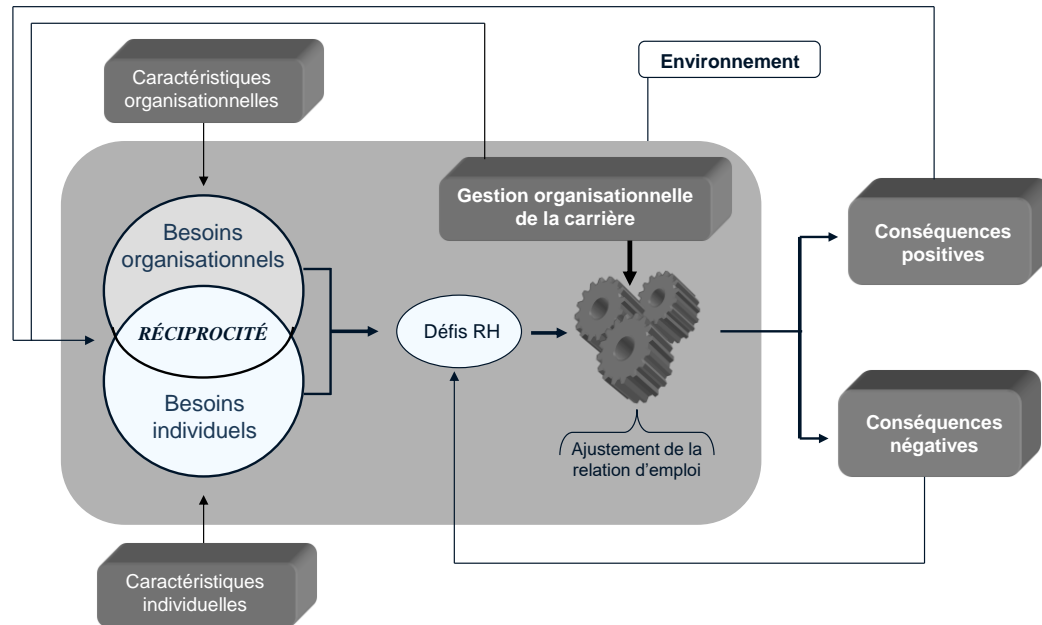 Environnement
Caractéristiques
organisationnelles
Gestion organisationnelle
de la carrière
Besoins
organisationnels
RÉCIPROCITÉ
Besoins
individuels
Défis RH
Ajustement de la
relation d'emploi
Conséquences
positives
Conséquences
négatives
Caractéristiques
individuelles